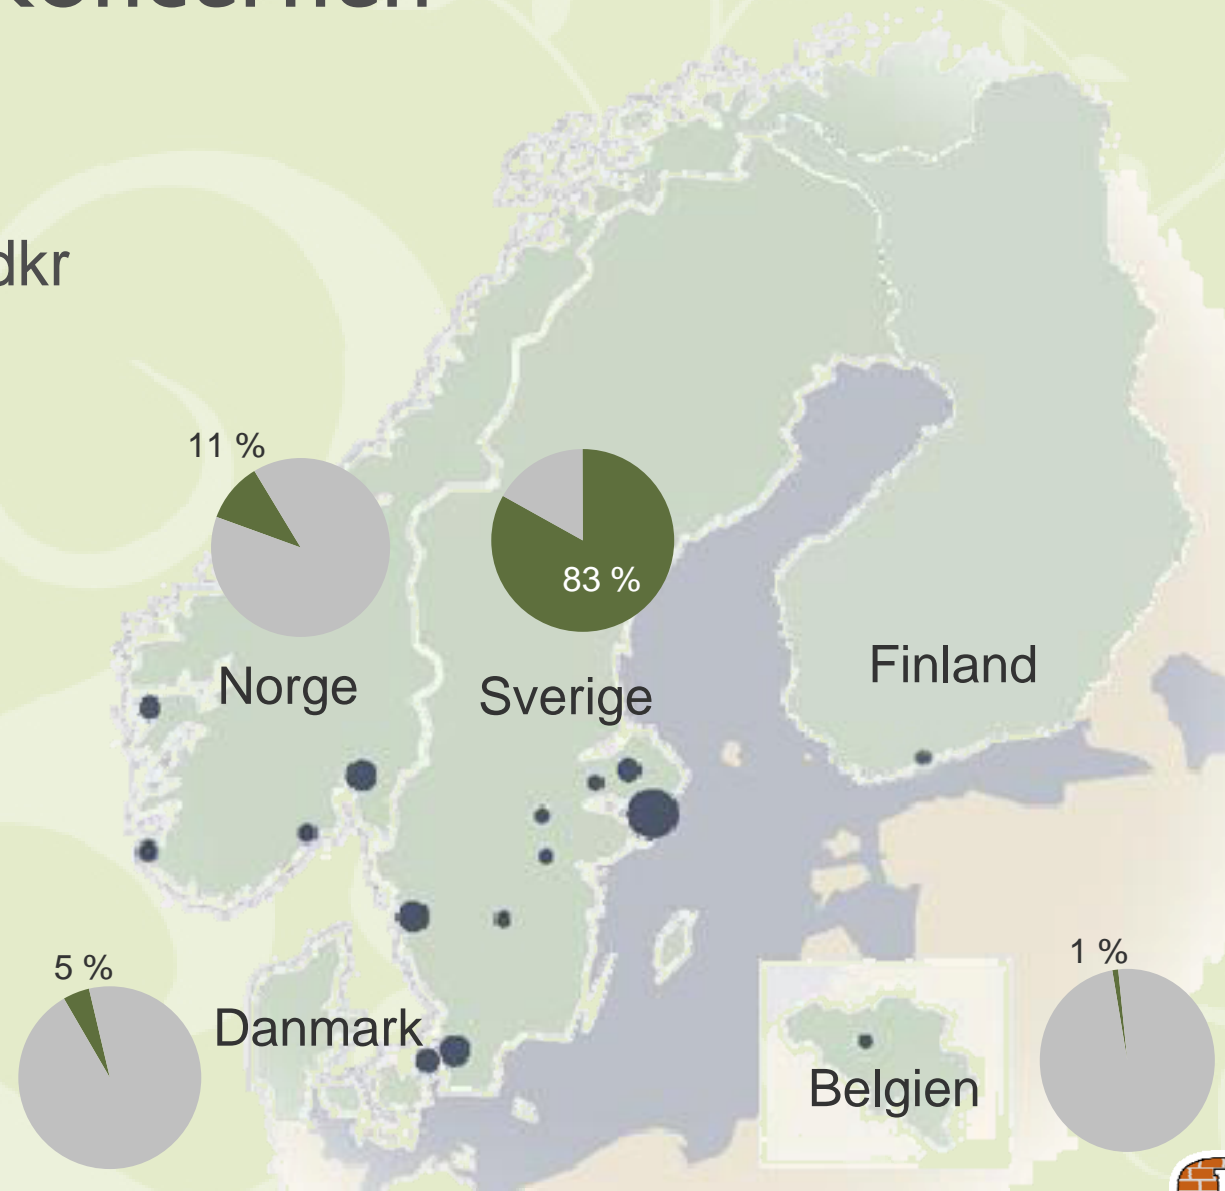 dkr
11 %
83 %
Norge
Sverige
Finland
5 %
Danmark
1 %
Belgien